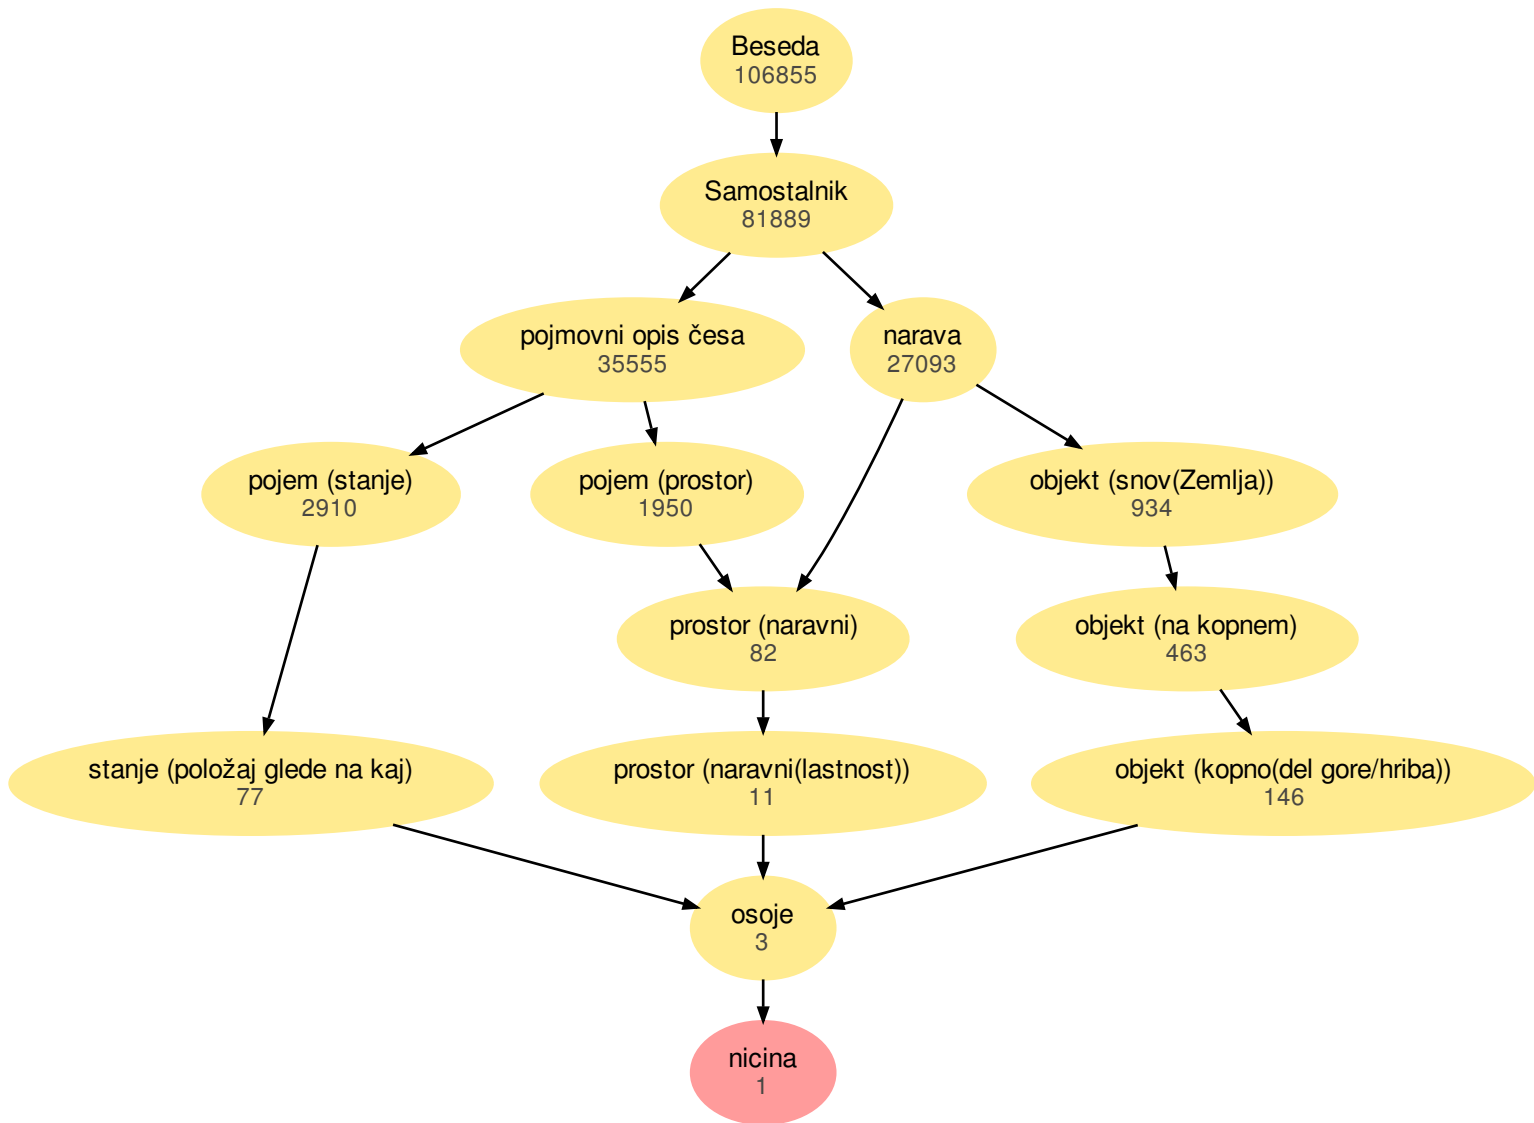 Beseda
106855
Samostalnik
81889
pojmovni opis česa
35555
narava
27093
pojem (stanje)
2910
pojem (prostor)
1950
objekt (snov(Zemlja))
934
prostor (naravni)
82
objekt (na kopnem)
463
stanje (položaj glede na kaj)
77
prostor (naravni(lastnost))
11
objekt (kopno(del gore/hriba))
146
osoje
3
nicina
1